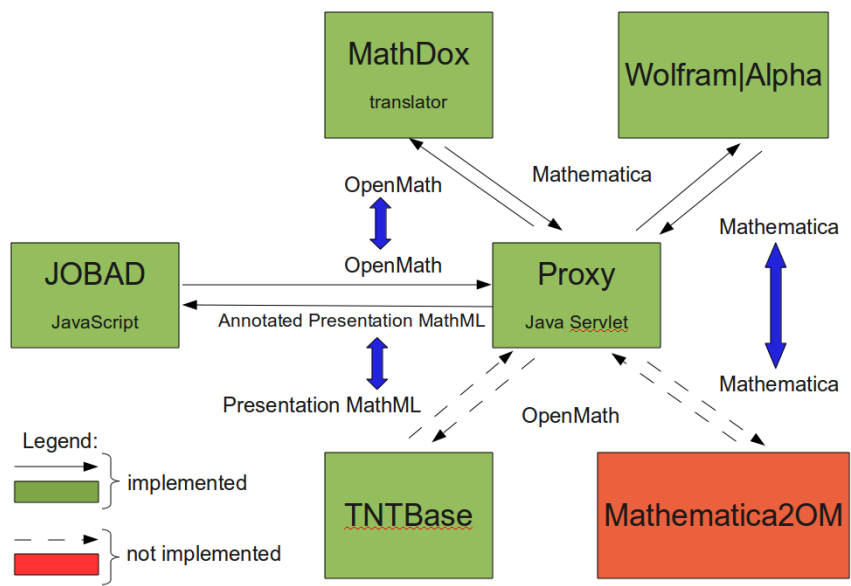 MathDox
translator
Wolfram|Alpha
Mathematica
OpenMath
Mathematica
OpenMath
JOBAD
JavaScript
Proxy
Java Servlet
Annotated Presentation MathML
Mathematica
Presentation MathML
OpenMath
Legend:
implemented
not implemented
TNTBase
Mathematica2OM